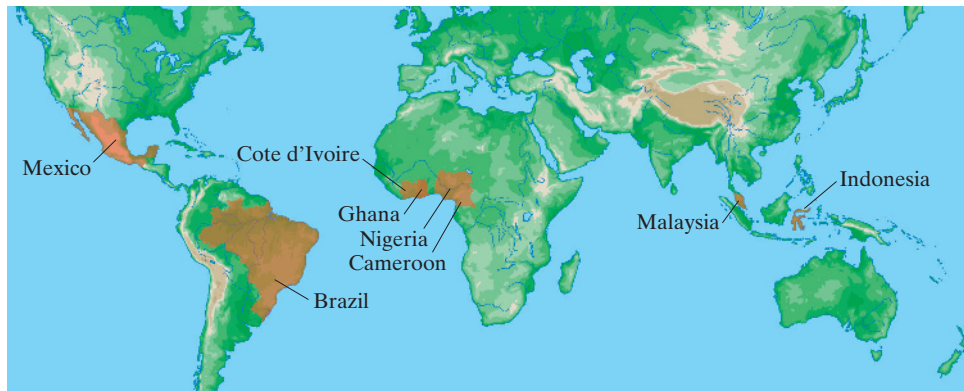 Mexico
Cote d'Ivoire
Ghana
Nigeria
Cameroon
Brazil
Indonesia
Malaysia